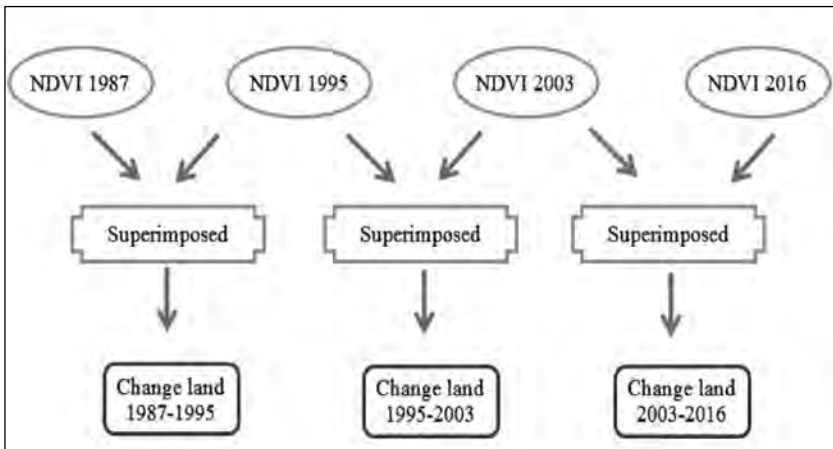 NDVI 1987
NDVI 1995
NDVI 2003
NDVI 2016
Superimposed
Superimposed
Superimposed
Change land
1987-1995
Change land
1995-2003
Change land
2003-2016